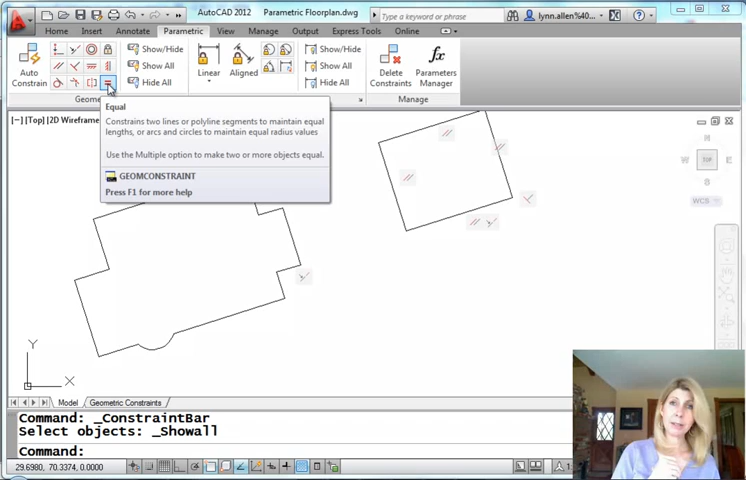 AutoCAD 2012 Parametric Floorplan.dwg
Type a keyword or phrase
lynn.allen%40...
Home Insert Annotate Parametric View Manage Output Express Tools Online
Auto Constrain
Show/Hide
Show All
Hide All
Linear
Aligned
Show/Hide
Show All
Hide All
Delete Constraints
Parameters Manager
Geome
Manage
Equal
Constrains two lines or polyline segments to maintain equal
lengths, or arcs and circles to maintain equal radius values
Use the Multiple option to make two or more objects equal.
GEOMCONSTRAINT
Press F1 for more help
[−] [Top] [2D Wireframe
N
W TOP E
S
WCS
Y
X
Model Geometric Constraints
Command: _ConstraintBar
Select objects: _Showall
Command:
29.6980, 70.3374, 0.0000